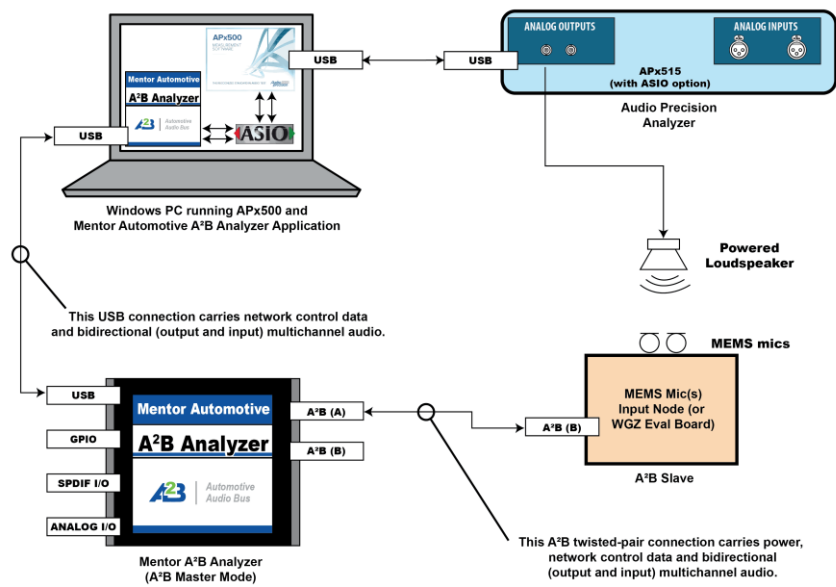 APx500
MEASUREMENT
SOFTWARE
Mentor Automotive
A²B Analyzer
A2B
Automotive
Audio Bus
ASIO
USB
USB
USB
ANALOG OUTPUTS
ANALOG INPUTS
APx515
(with ASIO option)
Audio Precision
Analyzer
Windows PC running APx500 and
Mentor Automotive A²B Analyzer Application
Powered
Loudspeaker
This USB connection carries network control data
and bidirectional (output and input) multichannel audio.
MEMS mics
MEMS Mic(s)
Input Node (or
WGZ Eval Board)
A²B (B)
A²B Slave
USB
GPIO
SPDIF I/O
ANALOG I/O
Mentor Automotive
A²B Analyzer
A2B
Automotive
Audio Bus
A²B (A)
A²B (B)
Mentor A²B Analyzer
(A²B Master Mode)
This A²B twisted-pair connection carries power,
network control data and bidirectional
(output and input) multichannel audio.